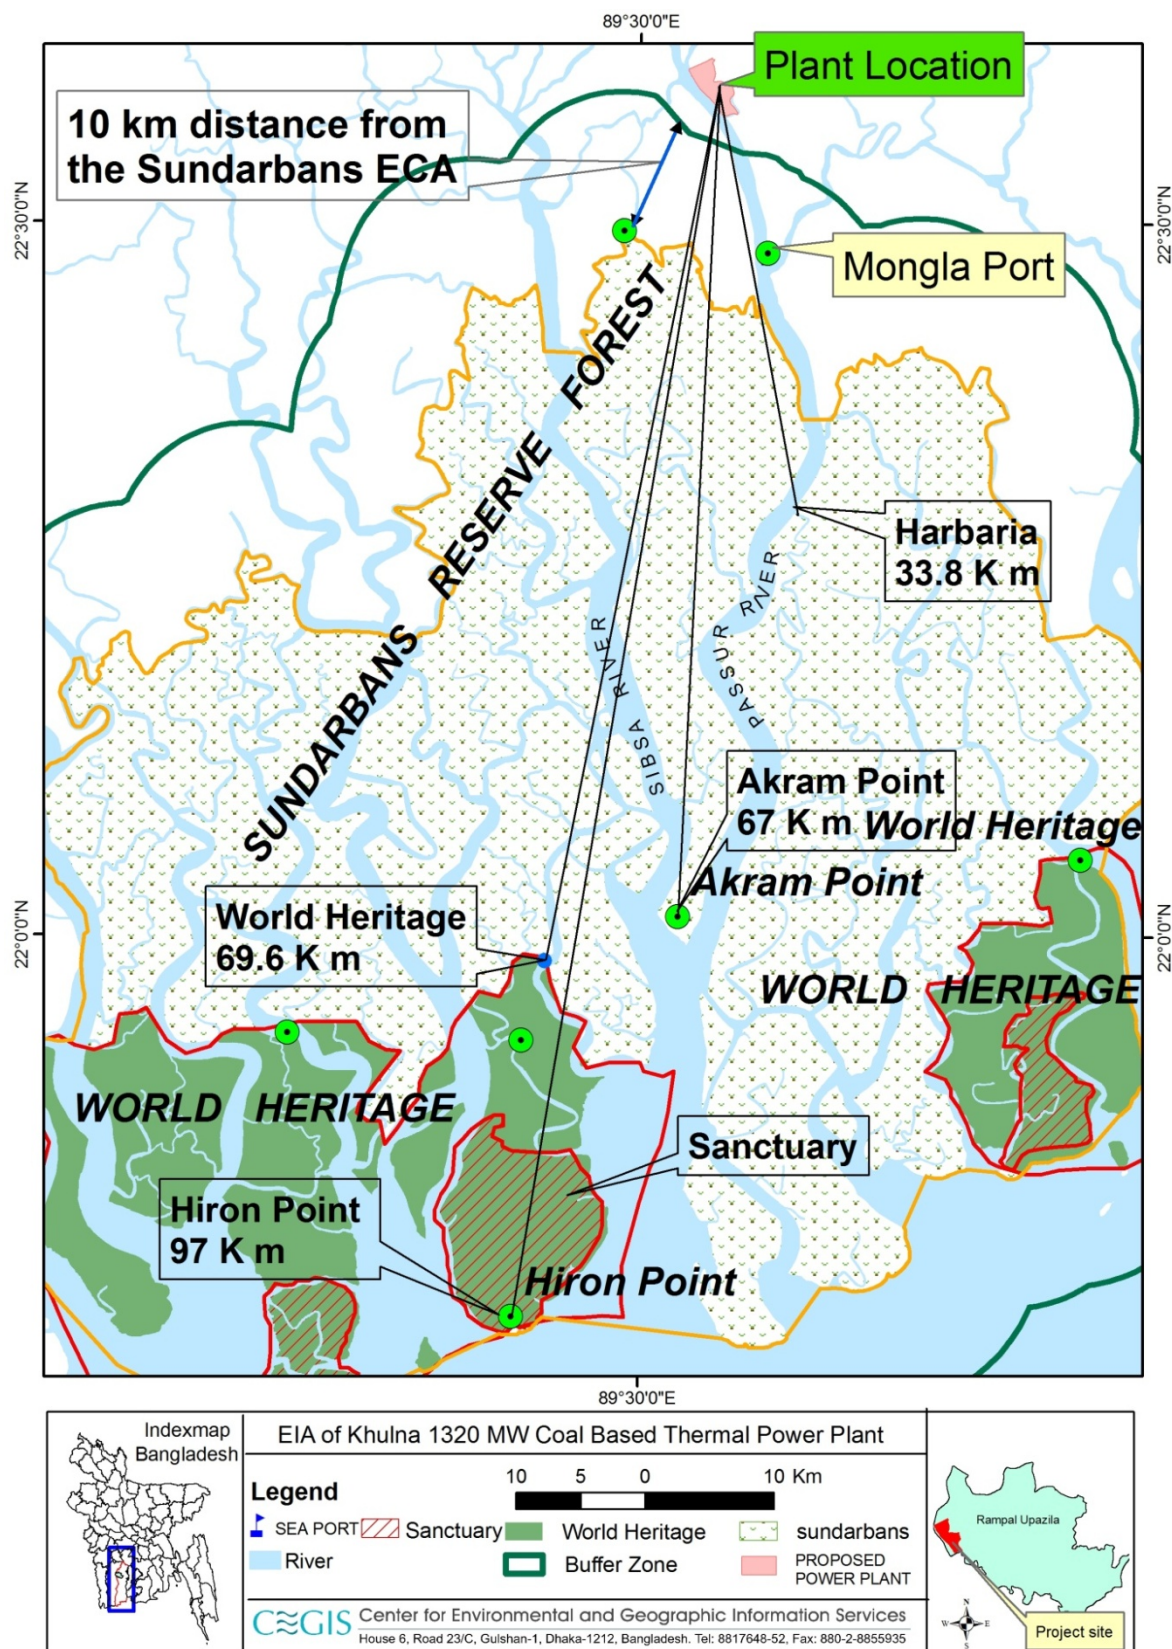 89°30'0"E
Plant Location
10 km distance from
the Sundarbans ECA
22°30'0"N
22°30'0"N
Mongla Port
SUNDARBANS RESERVE FOREST
Harbaria
33.8 K m
SIBSA RIVER
PASSUR RIVER
Akram Point
67 K m
World Heritage
Akram Point
World Heritage
69.6 K m
22°0'0"N
22°0'0"N
WORLD HERITAGE
WORLD HERITAGE
Sanctuary
Hiron Point
97 K m
Hiron Point
89°30'0"E
Indexmap
Bangladesh
EIA of Khulna 1320 MW Coal Based Thermal Power Plant
10 5 0 10 Km
Legend
SEA PORT Sanctuary World Heritage sundarbans
River Buffer Zone PROPOSED
POWER PLANT
CEGIS Center for Environmental and Geographic Information Services
House 6, Road 23/C, Gulshan-1, Dhaka-1212, Bangladesh. Tel: 8817648-52, Fax: 880-2-8855935
Rampal Upazila
N
W E
S
Project site